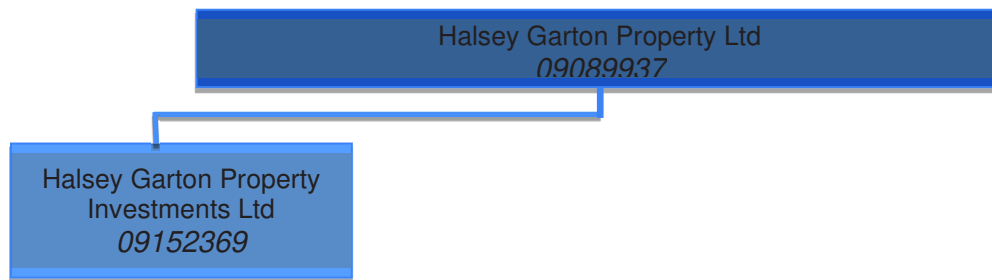 Halsey Garton Property Ltd
09089937
Halsey Garton Property
Investments Ltd
09152369